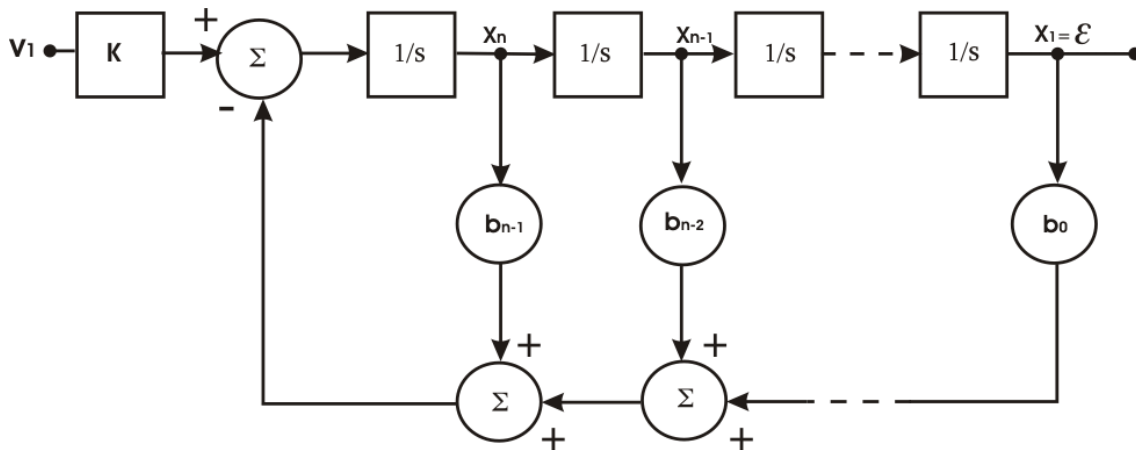 V1
K
+
-
Σ
1/s
Xn
1/s
Xn-1
1/s
1/s
X1 = ε
bn-1
bn-2
b0
+
+
Σ
Σ
+
+